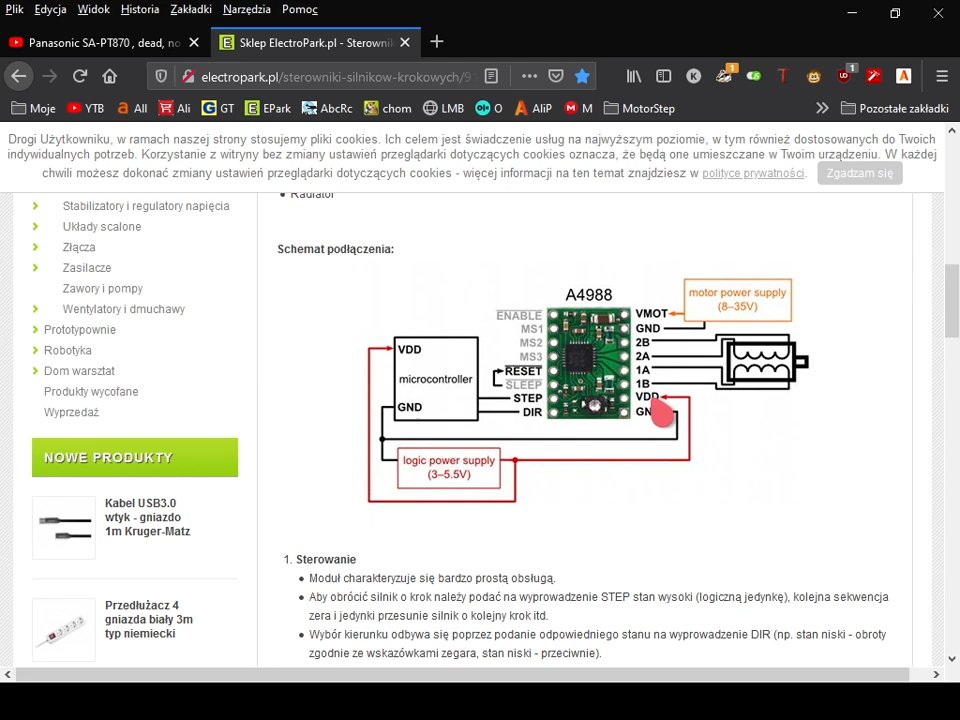 Plik Edycja Widok Historia Zakładki Narzędzia Pomoc
Panasonic SA-PT870 , dead, no
Sklep ElectroPark.pl - Sterowni
electropark.pl/sterowniki-silnikow-krokowych/9
1
1
Moje YTB All Ali GT EPark AbcRc chom LMB O AliP M MotorStep Pozostałe zakładki
Drogi Użytkowniku, w ramach naszej strony stosujemy pliki cookies. Ich celem jest świadczenie usług na najwyższym poziomie, w tym również dostosowanych do Twoich
indywidualnych potrzeb. Korzystanie z witryny bez zmiany ustawień przeglądarki dotyczących cookies oznacza, że będą one umieszczane w Twoim urządzeniu. W każdej
chwili możesz dokonać zmiany ustawień przeglądarki dotyczących cookies - więcej informacji na ten temat znajdziesz w polityce prywatności. Zgadzam się
Stabilizatory i regulatory napięcia
Układy scalone
Złącza
Zasilacze
Zawory i pompy
Wentylatory i dmuchawy
Prototypownie
Robotyka
Dom warsztat
Produkty wycofane
Wyprzedaż
NOWE PRODUKTY
Kabel USB3.0
wtyk - gniazdo
1m Kruger-Matz
Przedłużacz 4
gniazda biały 3m
typ niemiecki
Radiator
Schemat podłączenia:
A4988
motor power supply
(8–35V)
ENABLE
MS1
MS2
MS3
RESET
SLEEP
STEP
DIR
VMOT
GND
2B
2A
1A
1B
VDD
VDD
microcontroller
GND
logic power supply
(3–5.5V)
1. Sterowanie
Moduł charakteryzuje się bardzo prostą obsługą.
Aby obrócić silnik o krok należy podać na wyprowadzenie STEP stan wysoki (logiczną jedynkę), kolejna sekwencja
zera i jedynki przesunie silnik o kolejny krok itd.
Wybór kierunku odbywa się poprzez podanie odpowiedniego stanu na wyprowadzenie DIR (np. stan niski - obroty
zgodnie ze wskazówkami zegara, stan niski - przeciwnie).